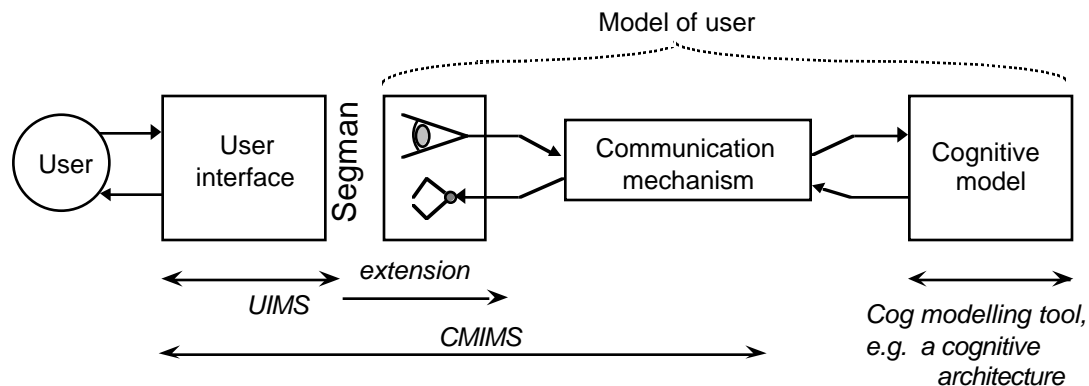 Model of user
User
User
interface
Segman
Communication
mechanism
Cognitive
model
extension
UIMS
CMIMS
Cog modelling tool,
e.g. a cognitive
architecture